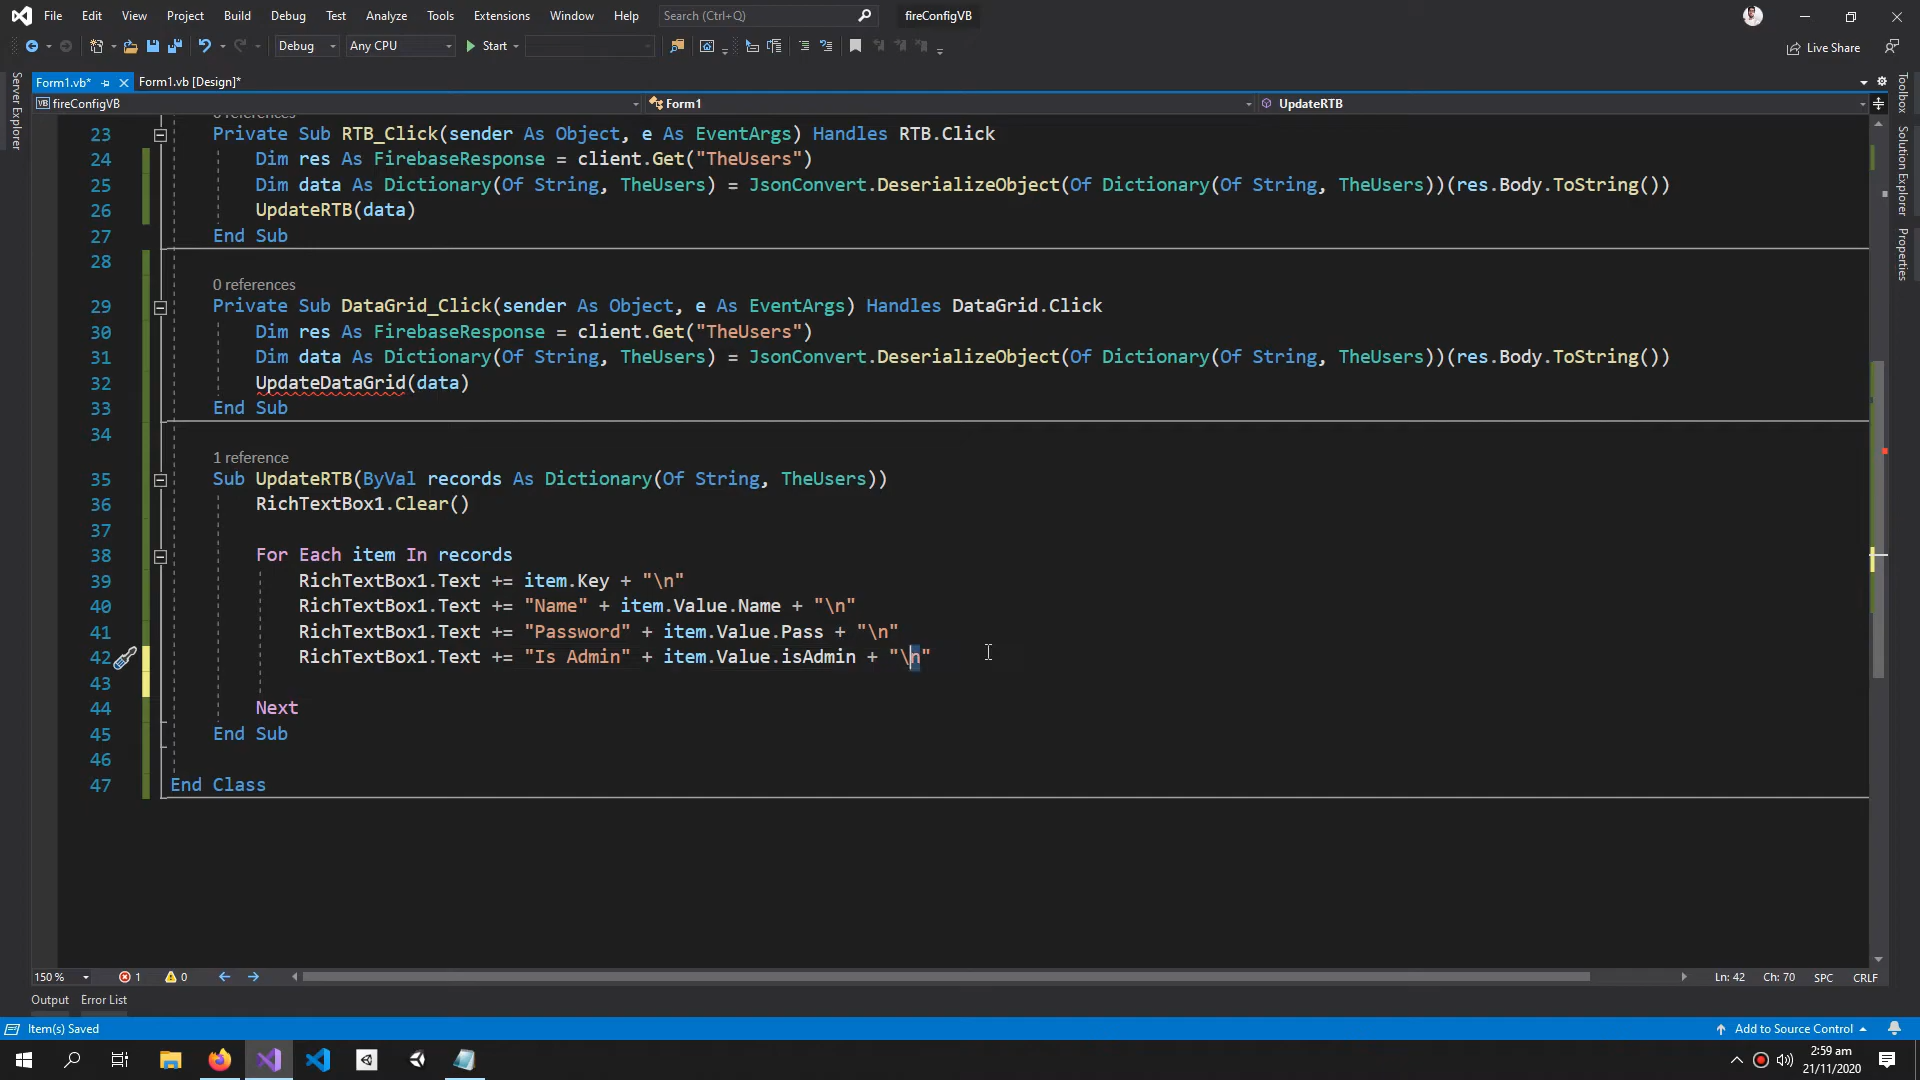 File Edit View Project Build Debug Test Analyze Tools Extensions Window Help Search (Ctrl+Q) fireConfigVB
Debug Any CPU Start Live Share
Form1.vb* Form1.vb [Design]*
fireConfigVB Form1 UpdateRTB
Server Explorer
Toolbox
Solution Explorer
Properties
23 Private Sub RTB_Click(sender As Object, e As EventArgs) Handles RTB.Click
24 Dim res As FirebaseResponse = client.Get("TheUsers")
25 Dim data As Dictionary(Of String, TheUsers) = JsonConvert.DeserializeObject(Of Dictionary(Of String, TheUsers))(res.Body.ToString())
26 UpdateRTB(data)
27 End Sub
28
0 references
29 Private Sub DataGrid_Click(sender As Object, e As EventArgs) Handles DataGrid.Click
30 Dim res As FirebaseResponse = client.Get("TheUsers")
31 Dim data As Dictionary(Of String, TheUsers) = JsonConvert.DeserializeObject(Of Dictionary(Of String, TheUsers))(res.Body.ToString())
32 UpdateDataGrid(data)
33 End Sub
34
1 reference
35 Sub UpdateRTB(ByVal records As Dictionary(Of String, TheUsers))
36 RichTextBox1.Clear()
37
38 For Each item In records
39 RichTextBox1.Text += item.Key + "\n"
40 RichTextBox1.Text += "Name" + item.Value.Name + "\n"
41 RichTextBox1.Text += "Password" + item.Value.Pass + "\n"
42 RichTextBox1.Text += "Is Admin" + item.Value.isAdmin + "\n"
43
44 Next
45 End Sub
46
47 End Class
150 % 1 0 Ln: 42 Ch: 70 SPC CRLF
Output Error List
Item(s) Saved Add to Source Control
2:59 am
21/11/2020